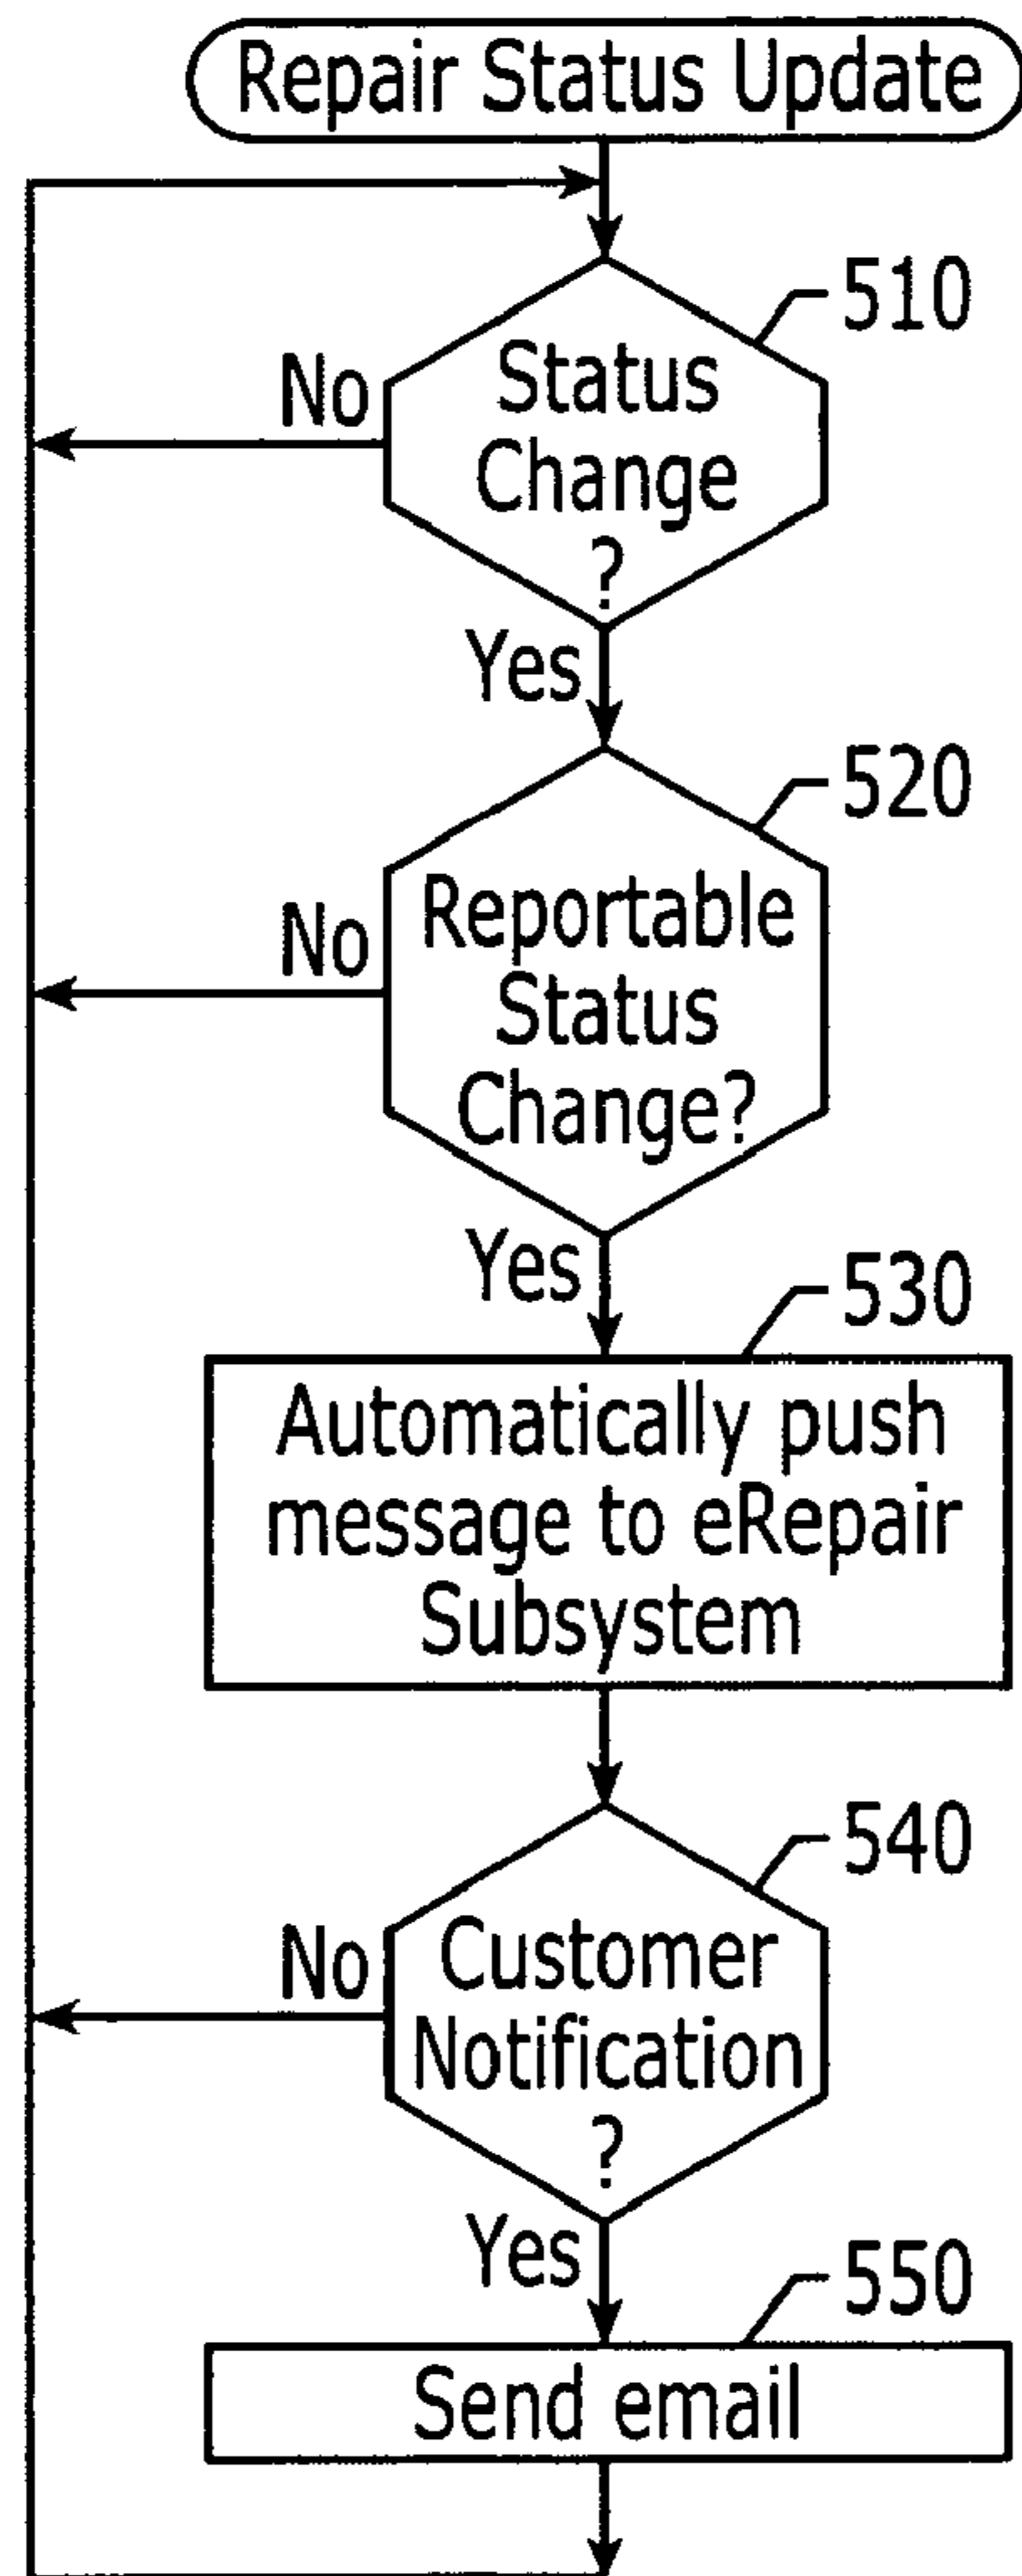 Repair Status Update
510
Status
No
Change
?
Yes
520
Reportable
No
Status
Change?
Yes
530
Automatically push
message to eRepair
Subsystem
540
Customer
No
Notification
?
Yes
550
Send email